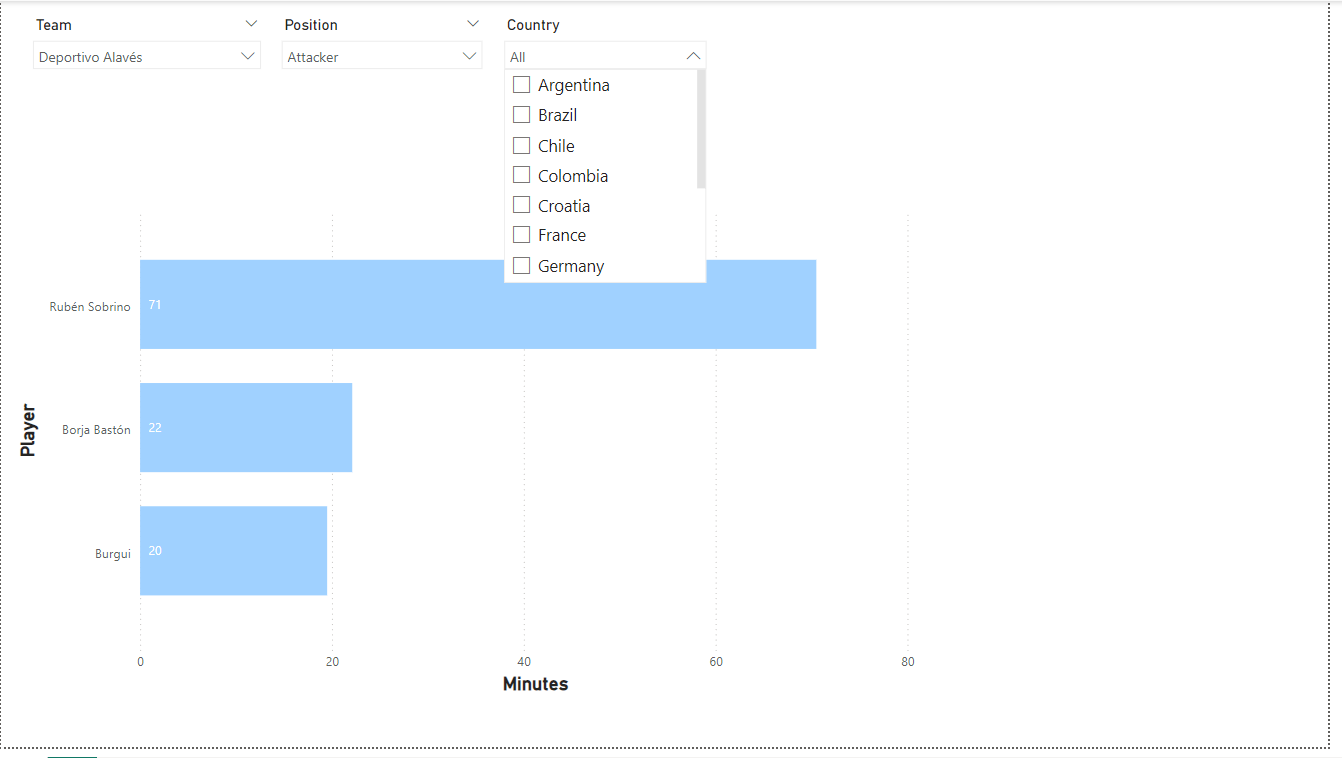 Team
Position
Country
Deportivo Alavés
Attacker
All
Argentina
Brazil
Chile
Colombia
Croatia
France
Germany
Rubén Sobrino
71
Borja Bastón
22
Burgui
20
Player
0
20
40
60
80
Minutes